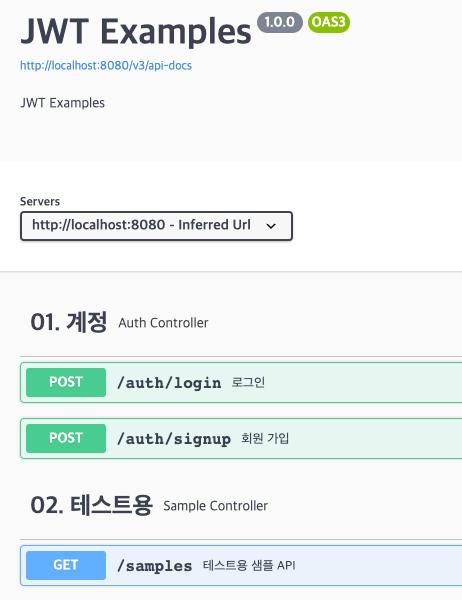 JWT Examples 1.0.0 OAS3
http://localhost:8080/v3/api-docs
JWT Examples
Servers
http://localhost:8080 - Inferred Url
01. 계정 Auth Controller
POST /auth/login 로그인
POST /auth/signup 회원 가입
02. 테스트용 Sample Controller
GET /samples 테스트용 샘플 API